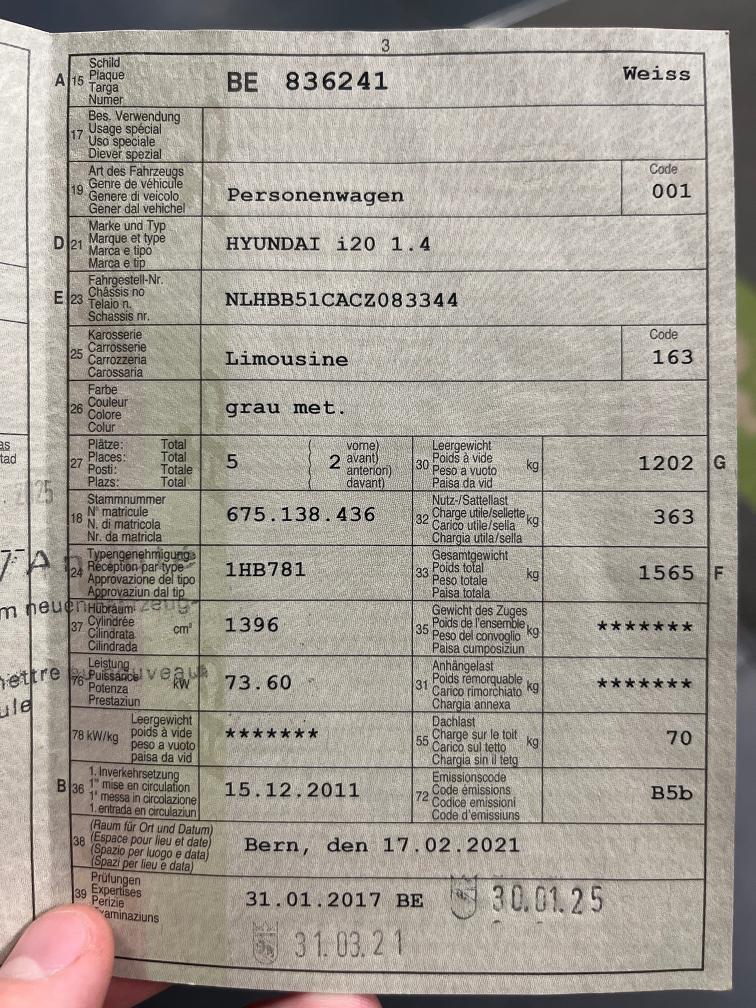 3
A 15 Schild
Plaque
Targa
Numer
BE 836241 Weiss
17 Bes. Verwendung
Usage spécial
Uso speciale
Diever spezial
19 Art des Fahrzeugs
Genre de véhicule
Genere di veicolo
Gener dal vehichel
Personenwagen
Code
001
D 21 Marke und Typ
Marque et type
Marca e tipo
Marca e tip
HYUNDAI i20 1.4
E 23 Fahrgestell-Nr.
Châssis no
Telaio n.
Schassis nr.
NLHBB51CACZ083344
25 Karosserie
Carrosserie
Carrozzeria
Carossaria
Limousine
Code
163
26 Farbe
Couleur
Colore
Colur
grau met.
27 Plätze: Total
Places: Total
Posti: Totale
Plazs: Total
5
( 2 vorne)
avant)
anteriori)
davant)
30 Leergewicht
Poids à vide
Peso a vuoto
Paisa da vid
kg
1202 G
18 Stammnummer
N° matricule
N. di matricola
Nr. da matricla
675.138.436
32 Nutz-/Sattellast
Charge utile/sellette
Carico utile/sella
Chargia utila/sella
kg
363
24 Typengenehmigung
Réception par type
Approvazione del tipo
Approvaziun dal tip
1HB781
33 Gesamtgewicht
Poids total
Peso totale
Paisa totala
kg
1565 F
37 Hubraum
Cylindrée
Cilindrata
Cilindrada
cm³
1396
35 Gewicht des Zuges
Poids de l'ensemble
Peso del convoglio
Paisa cumposiziun
kg
*******
76 Leistung
Puissance
Potenza
Prestaziun
kW
73.60
31 Anhängelast
Poids remorquable
Carico rimorchiato
Chargia annexa
kg
*******
78 kW/kg Leergewicht
poids à vide
peso a vuoto
paisa da vid
*******
55 Dachlast
Charge sur le toit
Carico sul tetto
Chargia sin il tetg
kg
70
B 36 1. Inverkehrsetzung
1re mise en circulation
1a messa in circolazione
1. entrada en circulaziun
15.12.2011
72 Emissionscode
Code émissions
Codice emissioni
Code d'emissiuns
B5b
38 (Raum für Ort und Datum)
(Espace pour lieu et date)
(Spazio per luogo e data)
(Spazi per lieu e data)
Bern, den 17.02.2021
39 Prüfungen
Expertises
Perizie
Examinaziuns
31.01.2017 BE 30.01.25
31.03.21